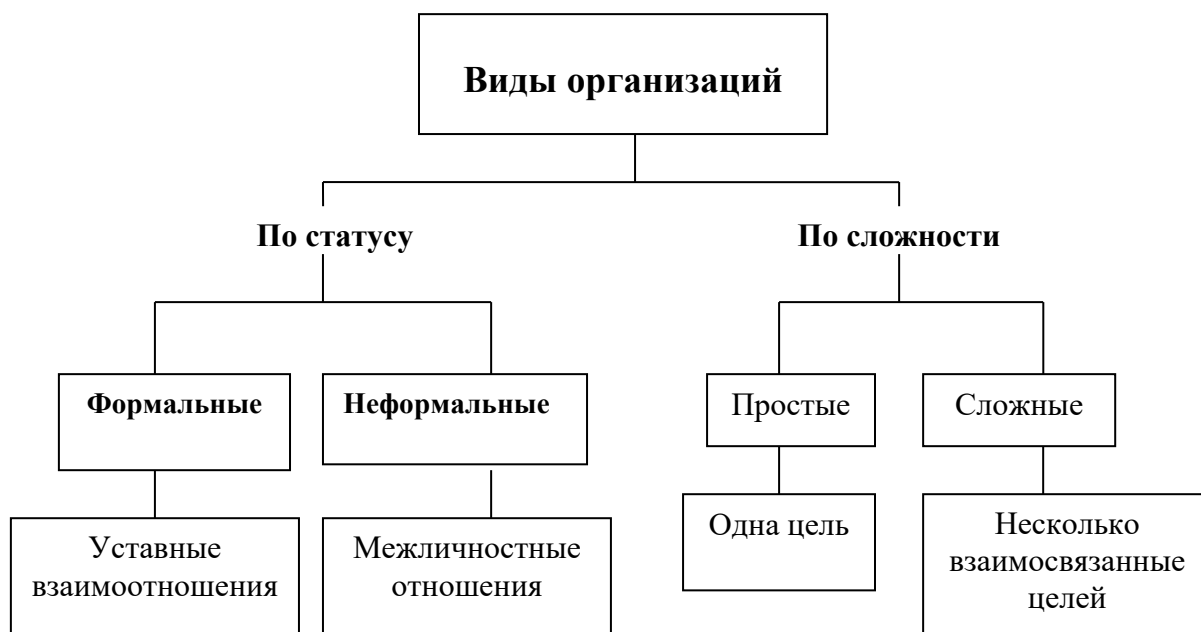 Виды организаций
По статусу
По сложности
Формальные
Неформальные
Простые
Сложные
Уставные
взаимоотношения
Межличностные
отношения
Одна цель
Несколько
взаимосвязанные
целей